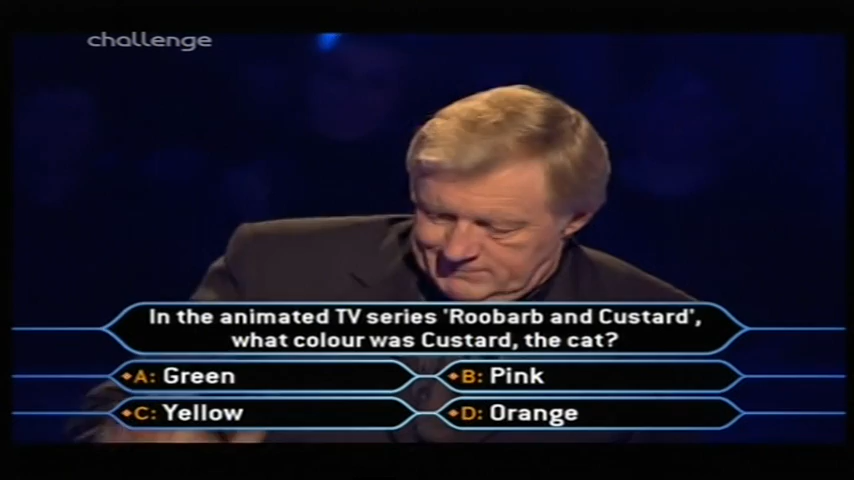 challenge
In the animated TV series 'Roobarb and Custard',
what colour was Custard, the cat?
A: Green
B: Pink
C: Yellow
D: Orange